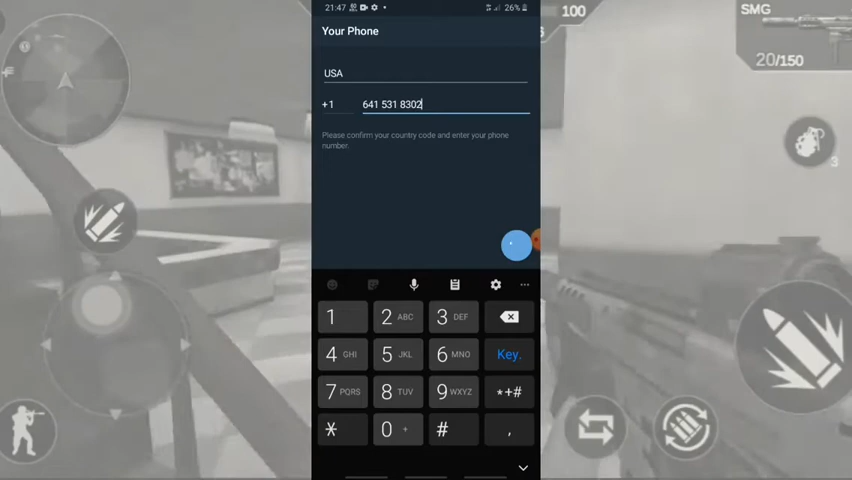 21:47
26%
100
SMG
Your Phone
20/150
USA
+1 641 531 8302
Please confirm your country code and enter your phone
number.
3
1 2 ABC 3 DEF
4 GHI 5 JKL 6 MNO Key.
7 PQRS 8 TUV 9 WXYZ *+#
* 0 + # ,